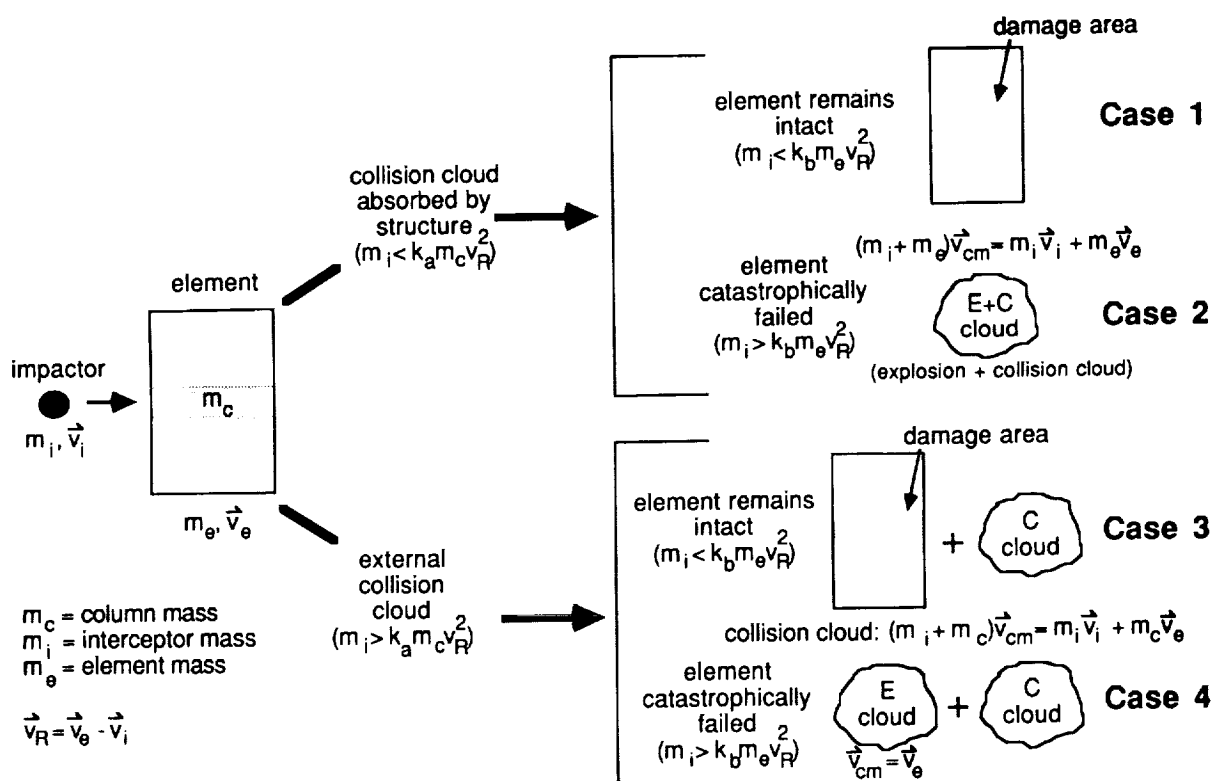 impactor
m_i, v⃗_i
element
m_c
m_e, v⃗_e
m_c = column mass
m_i = interceptor mass
m_e = element mass
v⃗_R = v⃗_e - v⃗_i
collision cloud
absorbed by
structure
(m_i < k_a m_c v_R^2)
external
collision
cloud
(m_i > k_a m_c v_R^2)
damage area
element remains
intact
(m_i < k_b m_e v_R^2)
Case 1
(m_i + m_e)v⃗_cm = m_i v⃗_i + m_e v⃗_e
element
catastrophically
failed
(m_i > k_b m_e v_R^2)
E+C
cloud
Case 2
(explosion + collision cloud)
damage area
element remains
intact
(m_i < k_b m_e v_R^2)
+
C
cloud
Case 3
collision cloud: (m_i + m_c)v⃗_cm = m_i v⃗_i + m_c v⃗_e
element
catastrophically
failed
(m_i > k_b m_e v_R^2)
E
cloud
v⃗_cm = v⃗_e
+
C
cloud
Case 4